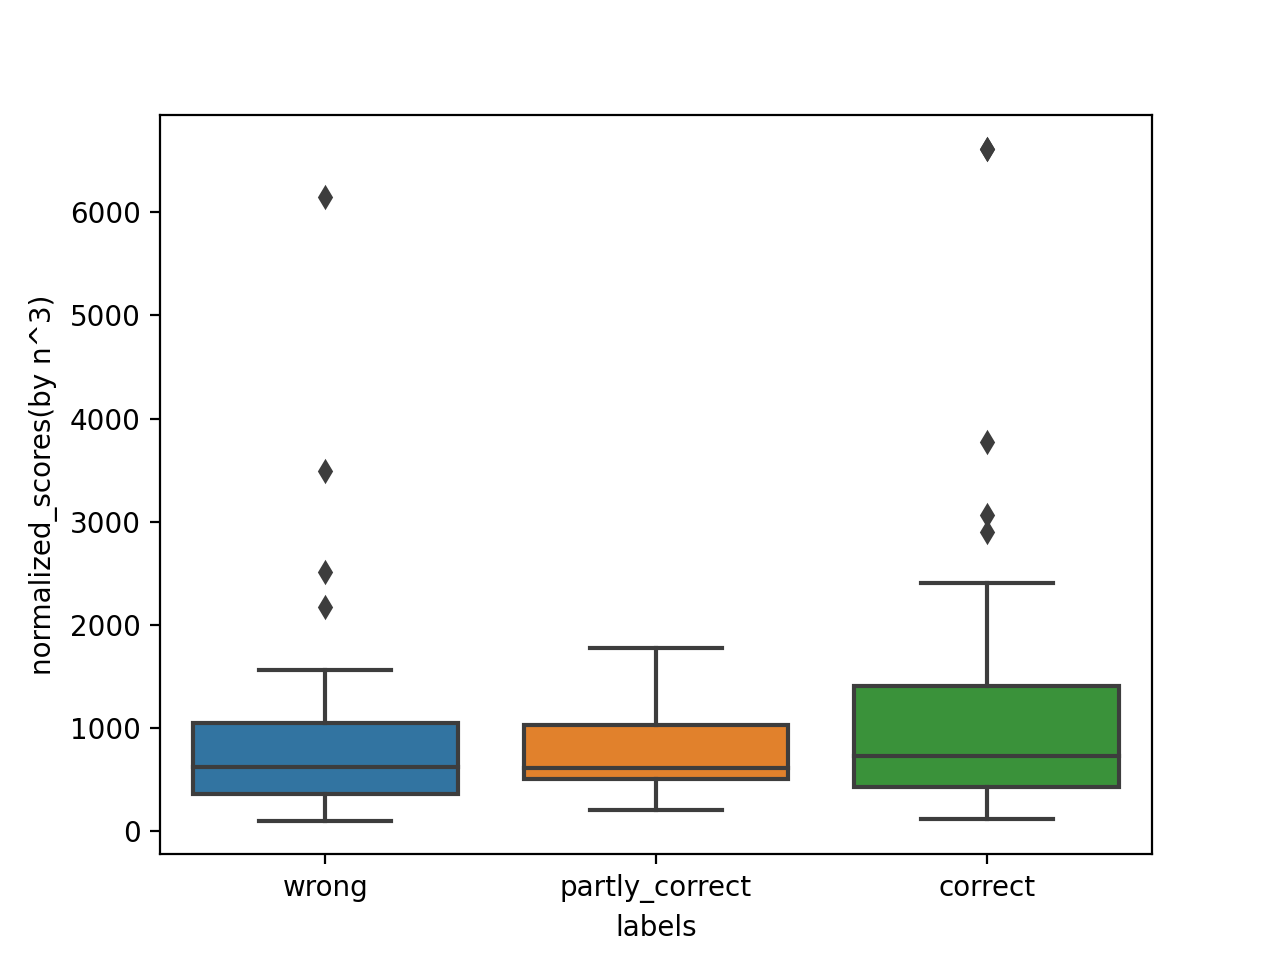 6000
5000
4000
3000
2000
1000
0
normalized_scores(by n^3)
wrong
partly_correct
correct
labels